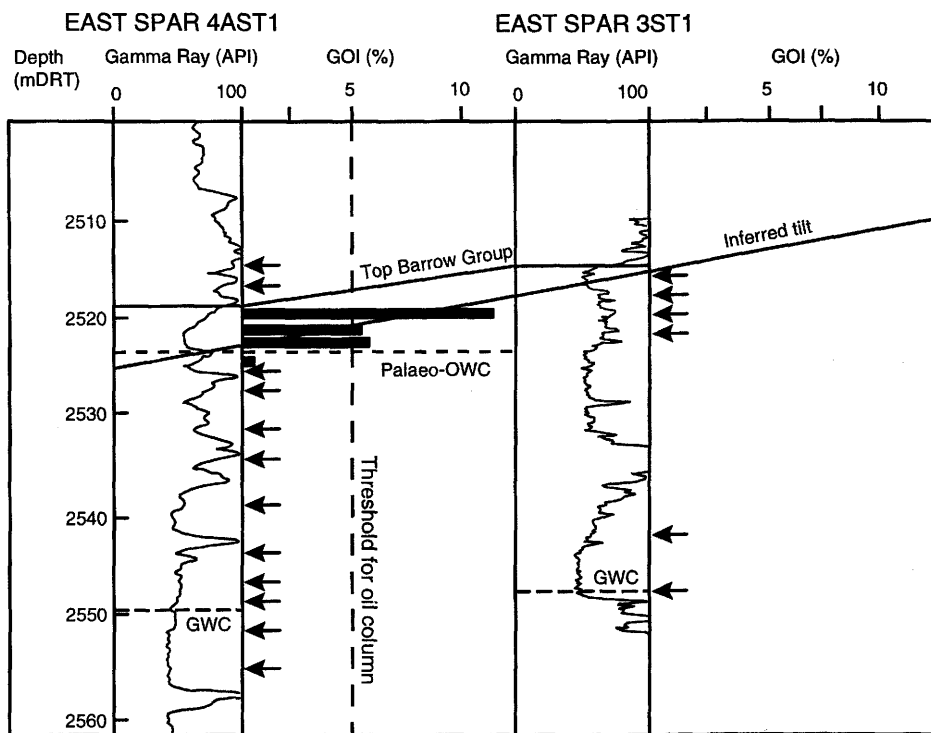 EAST SPAR 4AST1
EAST SPAR 3ST1
Depth
(mDRT)
Gamma Ray (API)
GOI (%)
Gamma Ray (API)
GOI (%)
0
100
5
10
0
100
5
10
2510
2520
2530
2540
2550
2560
Top Barrow Group
Inferred tilt
Palaeo-OWC
Threshold for oil column
GWC
GWC